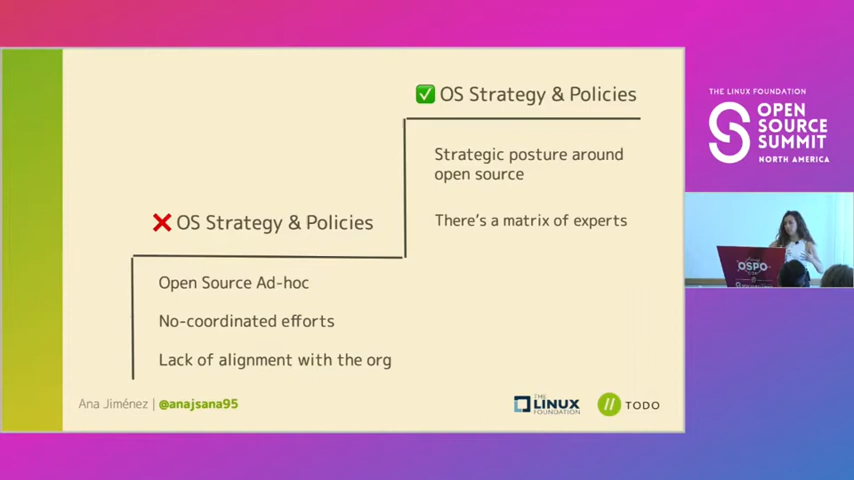 ✅ OS Strategy & Policies
Strategic posture around
open source
There's a matrix of experts
❌ OS Strategy & Policies
Open Source Ad-hoc
No-coordinated efforts
Lack of alignment with the org
Ana Jiménez | @anajsana95
THE
LINUX
FOUNDATION
TODO
THE LINUX FOUNDATION
OPEN
SOURCE
SUMMIT
NORTH AMERICA
OSPO